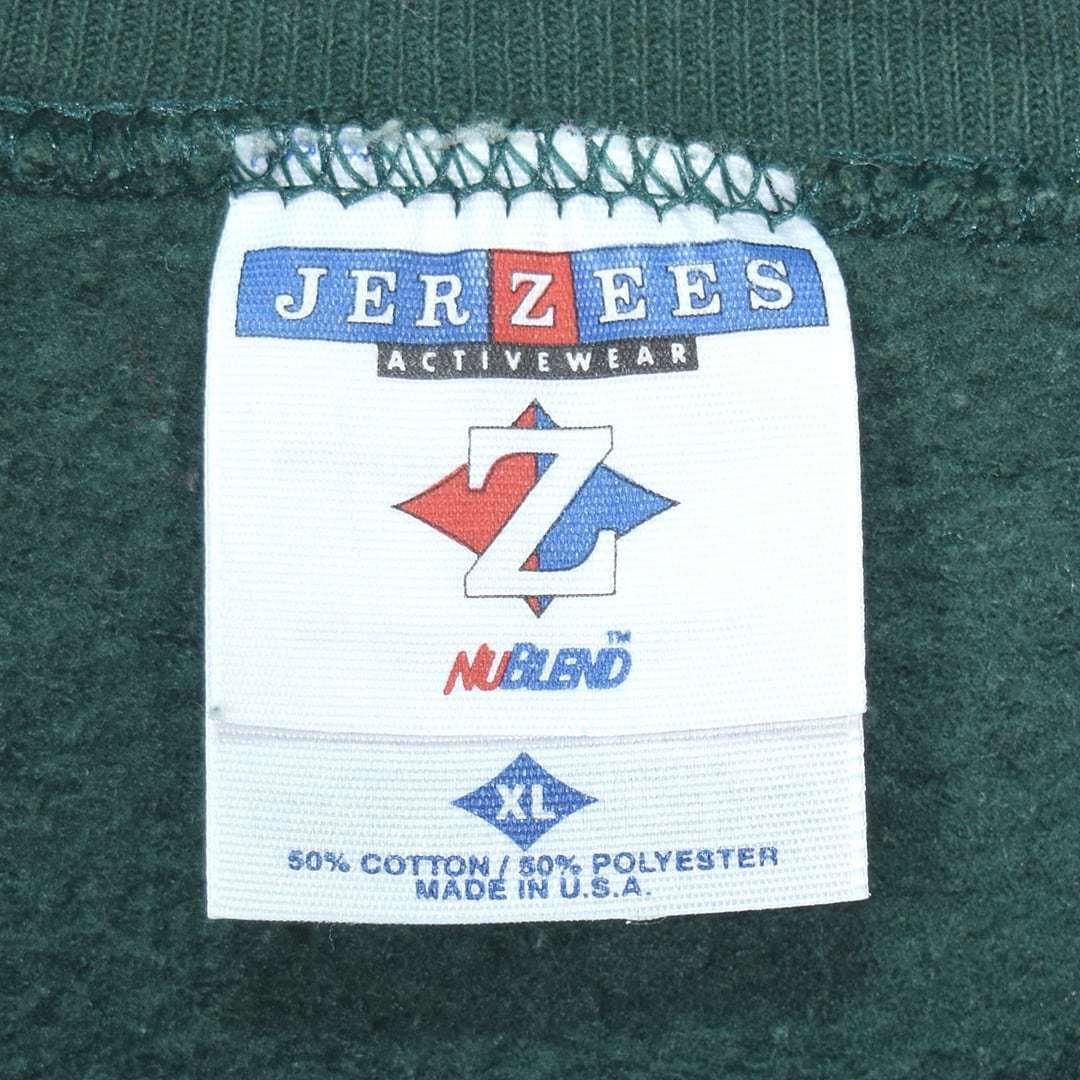 JERZEES
ACTIVEWEAR
Z
NUBLEND™
XL
50% COTTON / 50% POLYESTER
MADE IN U.S.A.